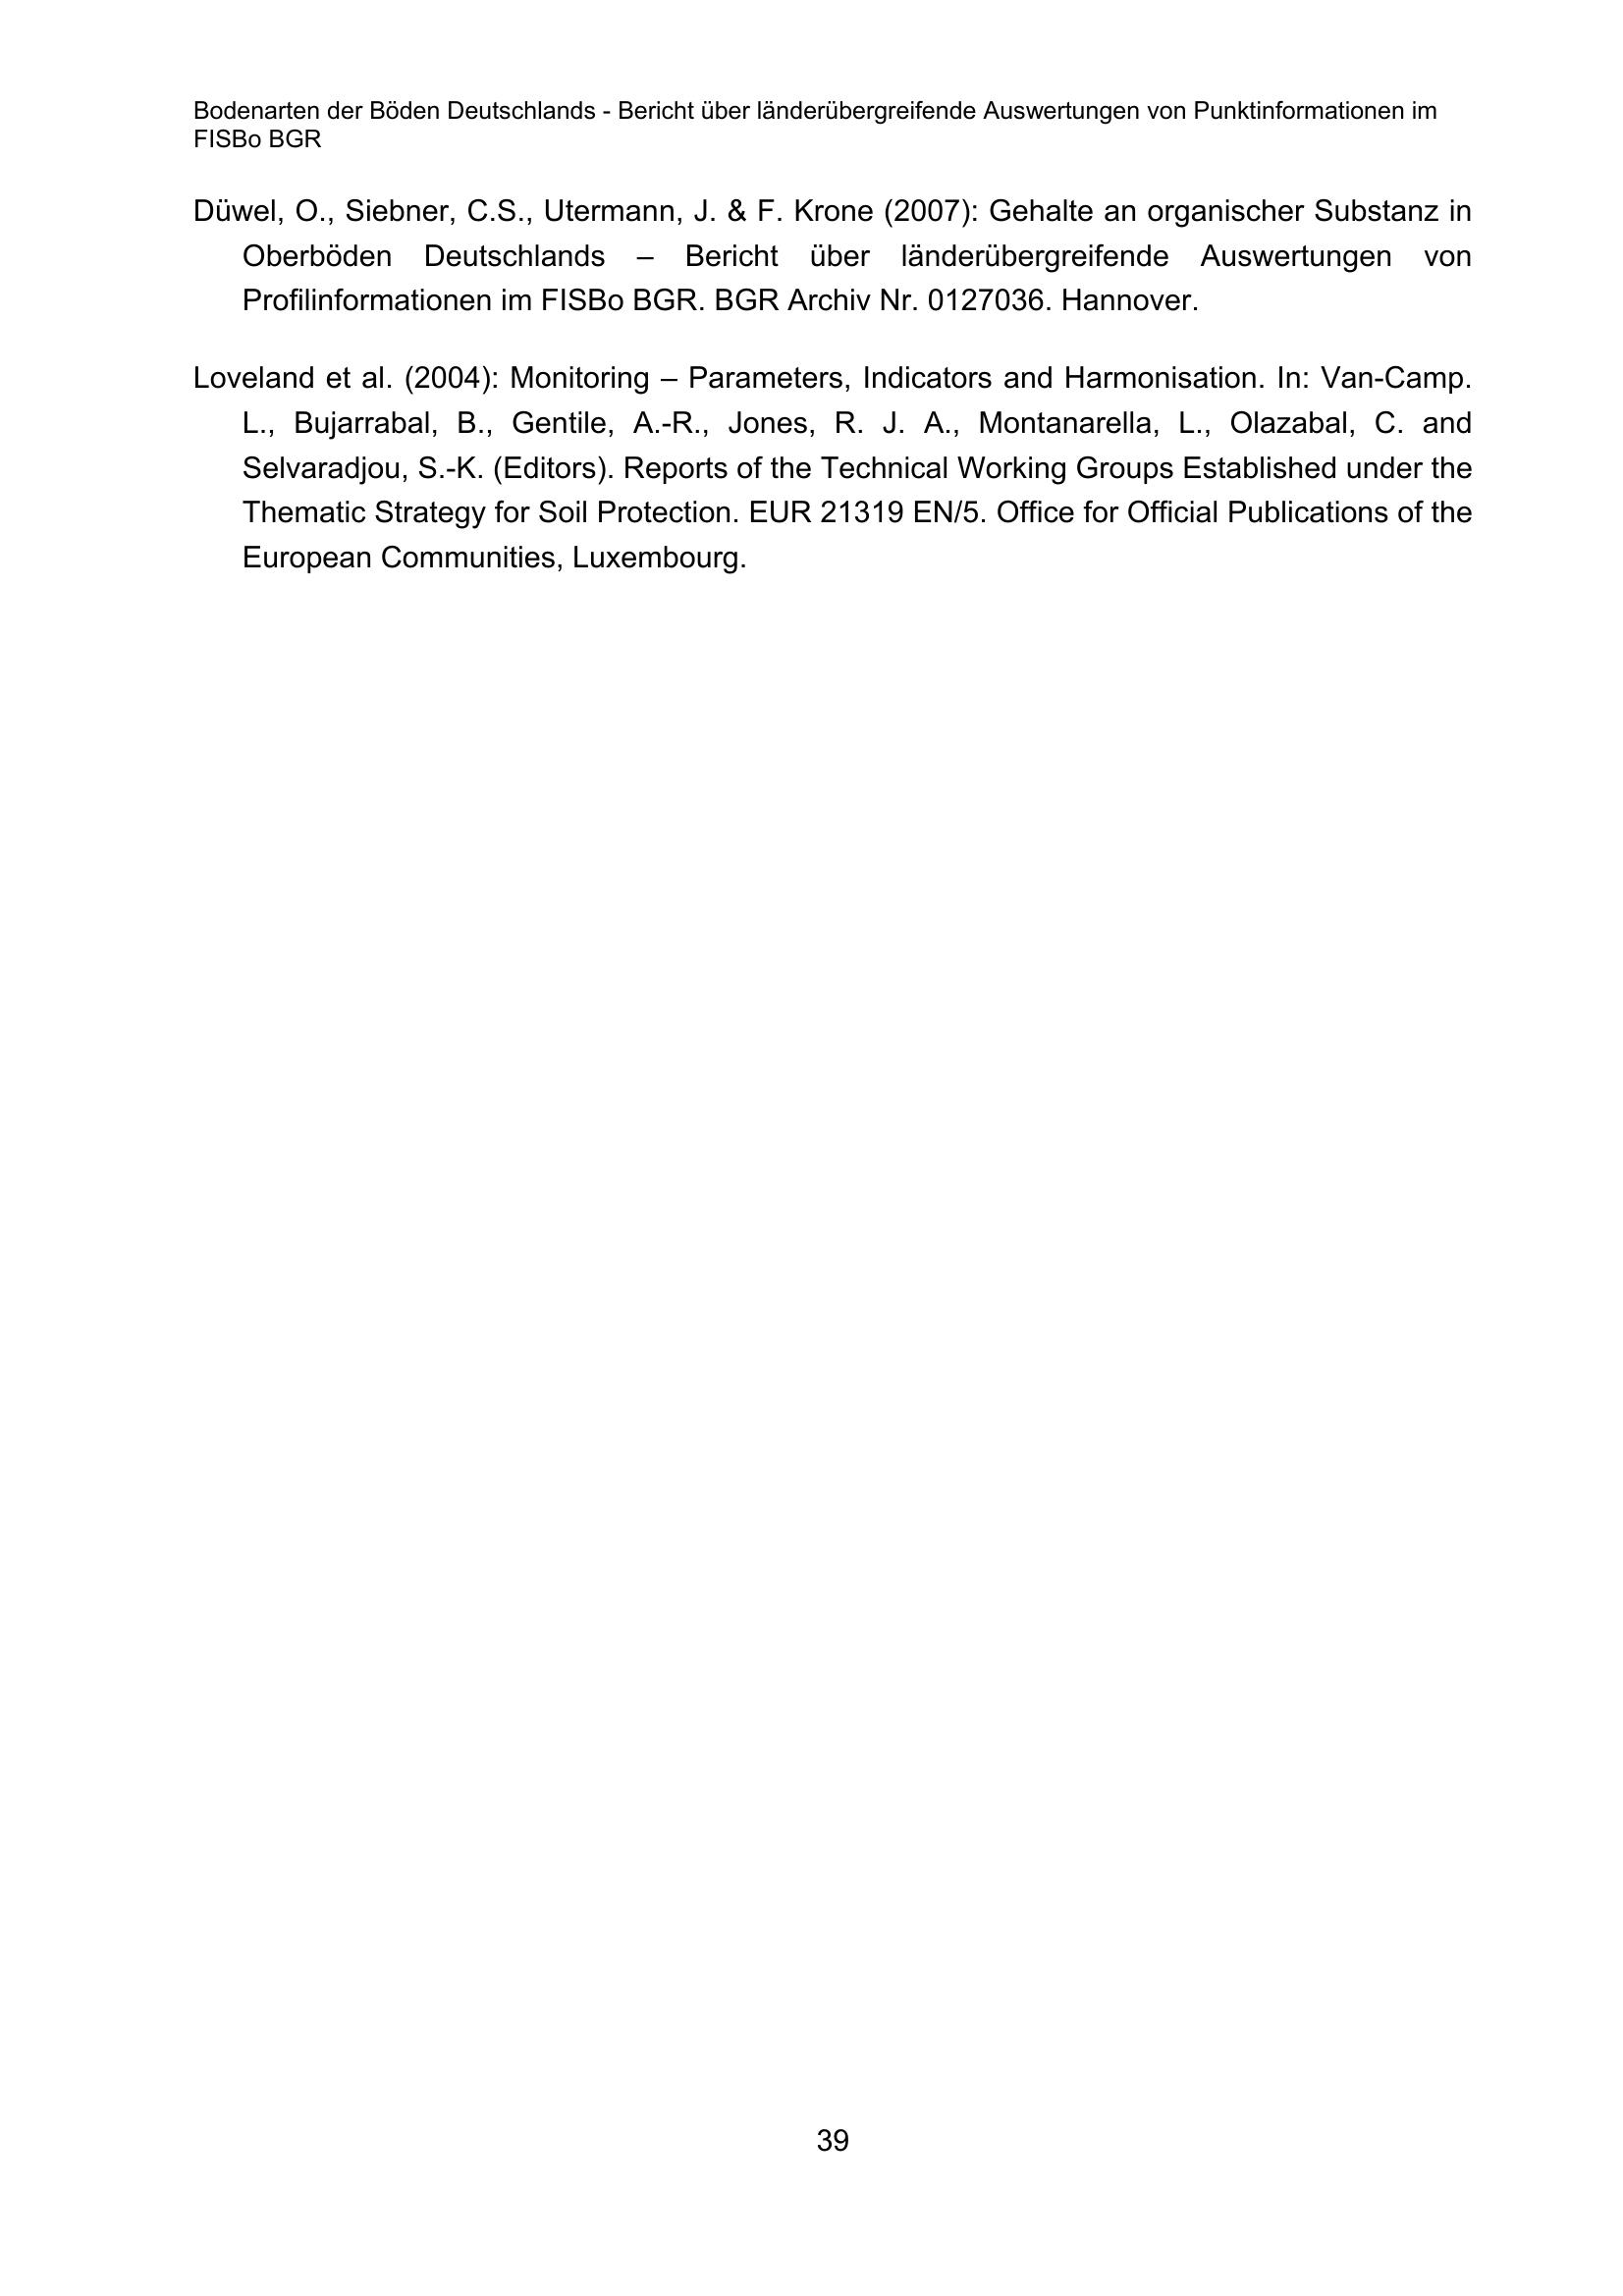 Bodenarten der Böden Deutschlands - Bericht über länderübergreifende Auswertungen von Punktinformationen im
FISBo BGR
Düwel, O., Siebner, C.S., Utermann, J. & F. Krone (2007): Gehalte an organischer Substanz in
Oberböden Deutschlands – Bericht über länderübergreifende Auswertungen von
Profilinformationen im FISBo BGR. BGR Archiv Nr. 0127036. Hannover.
Loveland et al. (2004): Monitoring – Parameters, Indicators and Harmonisation. In: Van-Camp.
L., Bujarrabal, B., Gentile, A.-R., Jones, R. J. A., Montanarella, L., Olazabal, C. and
Selvaradjou, S.-K. (Editors). Reports of the Technical Working Groups Established under the
Thematic Strategy for Soil Protection. EUR 21319 EN/5. Office for Official Publications of the
European Communities, Luxembourg.
39